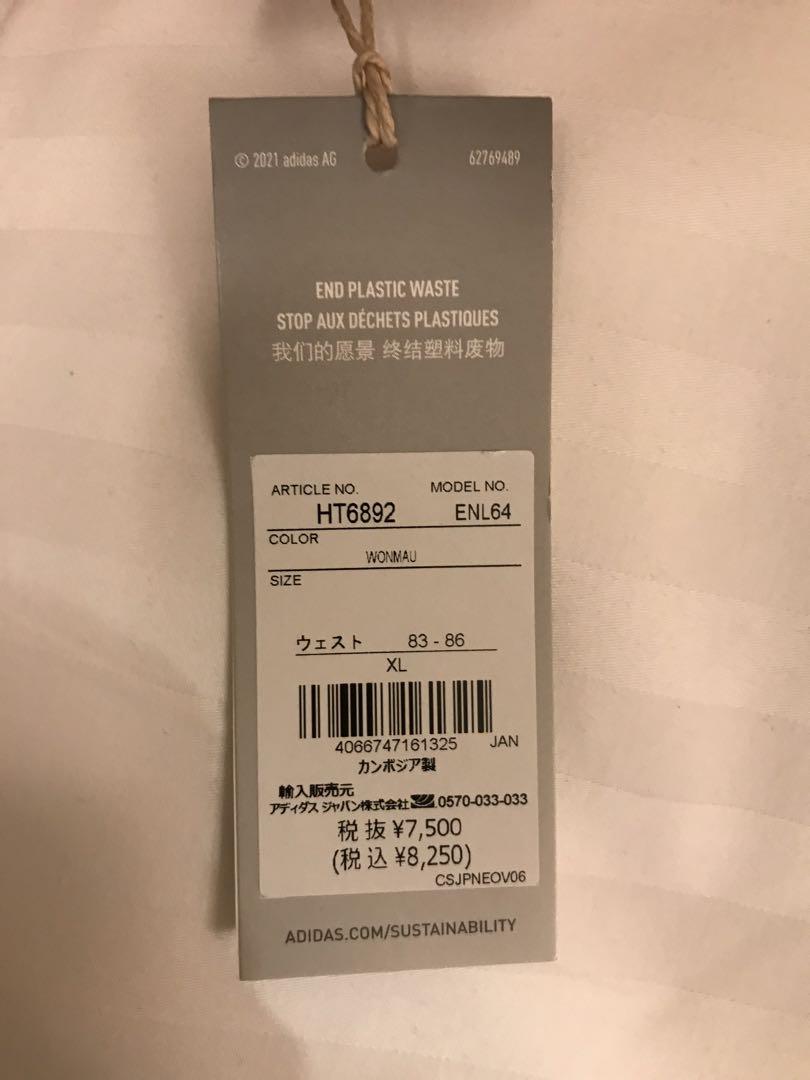 © 2021 adidas AG 62769489
END PLASTIC WASTE
STOP AUX DÉCHETS PLASTIQUES
我们的愿景 终结塑料废物
ARTICLE NO. MODEL NO.
HT6892 ENL64
COLOR
WONMAU
SIZE
ウェスト 83 - 86
XL
4066747161325 JAN
カンボジア製
輸入販売元
アディダス ジャパン株式会社 0570-033-033
税抜 ¥7,500
(税込 ¥8,250)
CSJPNEOV06
ADIDAS.COM/SUSTAINABILITY